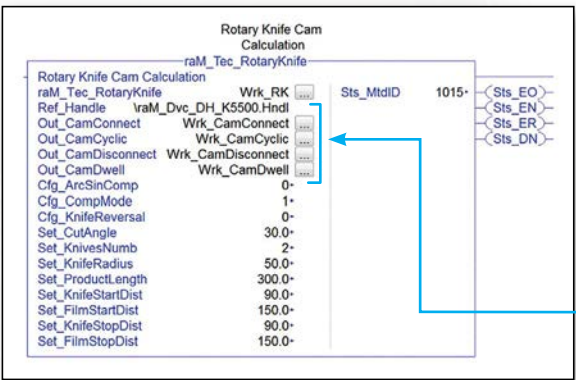 Rotary Knife Cam
Calculation
raM_Tec_RotaryKnife
Rotary Knife Cam Calculation
raM_Tec_RotaryKnife Wrk_RK ... Sts_MtdID 1015 Sts_EO
Ref_Handle \raM_Dvc_DH_K5500.Hndl Sts_EN
Out_CamConnect Wrk_CamConnect ... Sts_ER
Out_CamCyclic Wrk_CamCyclic ... Sts_DN
Out_CamDisconnect Wrk_CamDisconnect ...
Out_CamDwell Wrk_CamDwell ...
Cfg_ArcSinComp 0
Cfg_CompMode 1
Cfg_KnifeReversal 0
Set_CutAngle 30.0
Set_KnivesNumb 2
Set_KnifeRadius 50.0
Set_ProductLength 300.0
Set_KnifeStartDist 90.0
Set_FilmStartDist 150.0
Set_KnifeStopDist 90.0
Set_FilmStopDist 150.0